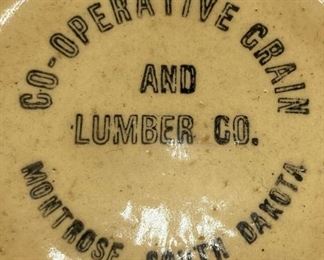 CO-OPERATIVE GRAIN
AND
LUMBER CO.
MONTROSE, SOUTH DAKOTA